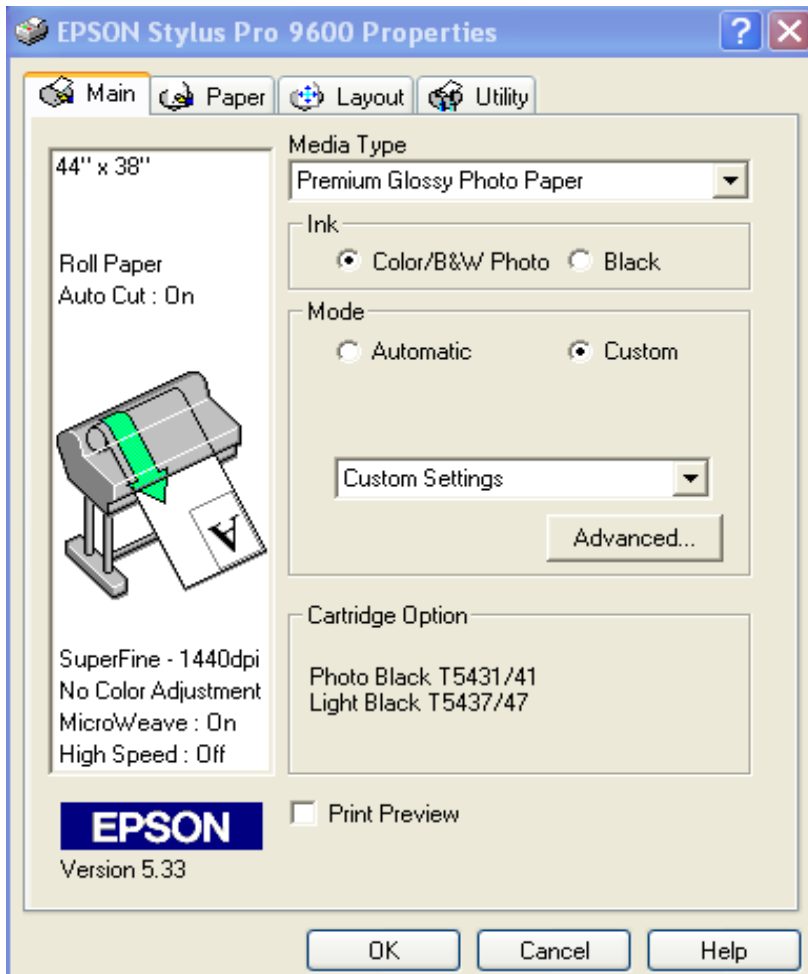 EPSON Stylus Pro 9600 Properties
Main
Paper
Layout
Utility
44" x 38"
Roll Paper
Auto Cut : On
A
SuperFine - 1440dpi
No Color Adjustment
MicroWeave : On
High Speed : Off
EPSON
Version 5.33
Media Type
Premium Glossy Photo Paper
Ink
Color/B&W Photo
Black
Mode
Automatic
Custom
Custom Settings
Advanced...
Cartridge Option
Photo Black T5431/41
Light Black T5437/47
Print Preview
OK
Cancel
Help